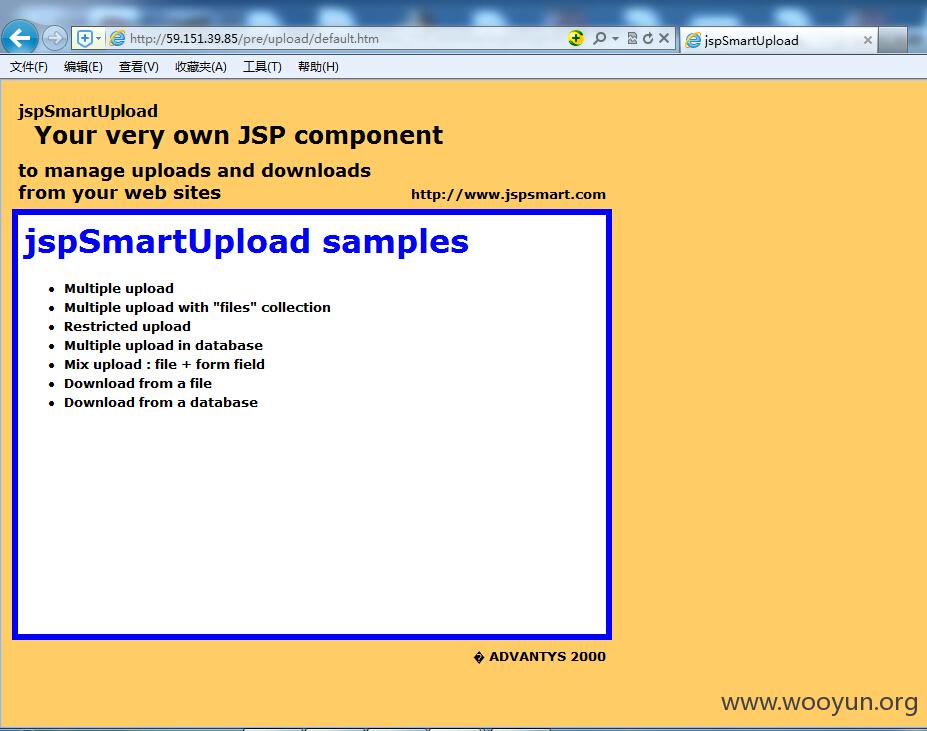 http://59.151.39.85/pre/upload/default.htm
jspSmartUpload
文件(F) 编辑(E) 查看(V) 收藏夹(A) 工具(T) 帮助(H)
jspSmartUpload
Your very own JSP component
to manage uploads and downloads
from your web sites
http://www.jspsmart.com
jspSmartUpload samples
• Multiple upload
• Multiple upload with "files" collection
• Restricted upload
• Multiple upload in database
• Mix upload : file + form field
• Download from a file
• Download from a database
� ADVANTYS 2000
www.wooyun.org